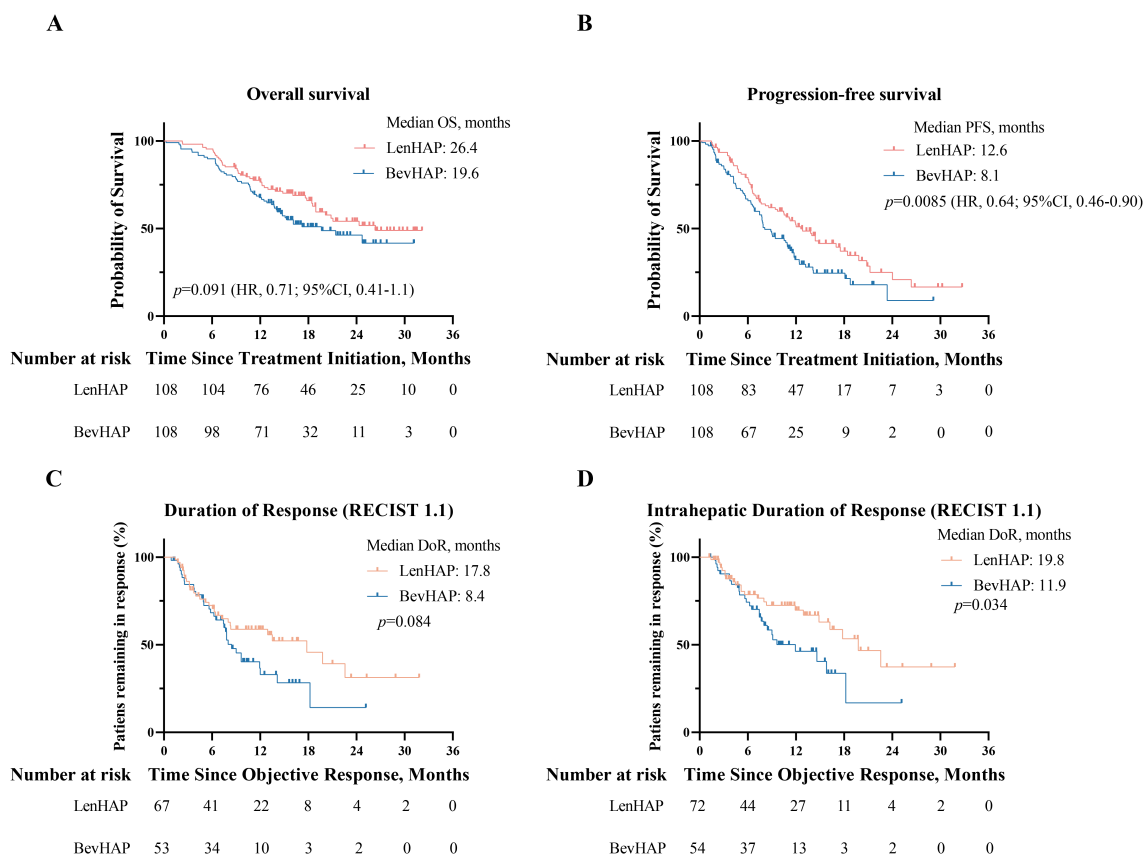 A
Overall survival
Median OS, months
LenHAP: 26.4
BevHAP: 19.6
Probability of Survival
100
50
0
p=0.091 (HR, 0.71; 95%CI, 0.41-1.1)
0 6 12 18 24 30 36
Number at risk Time Since Treatment Initiation, Months
LenHAP 108 104 76 46 25 10 0
BevHAP 108 98 71 32 11 3 0
B
Progression-free survival
Median PFS, months
LenHAP: 12.6
BevHAP: 8.1
p=0.0085 (HR, 0.64; 95%CI, 0.46-0.90)
Probability of Survival
100
50
0
0 6 12 18 24 30 36
Number at risk Time Since Treatment Initiation, Months
LenHAP 108 83 47 17 7 3 0
BevHAP 108 67 25 9 2 0 0
C
Duration of Response (RECIST 1.1)
Median DoR, months
LenHAP: 17.8
BevHAP: 8.4
p=0.084
Patiens remaining in response (%)
100
50
0
0 6 12 18 24 30 36
Number at risk Time Since Objective Response, Months
LenHAP 67 41 22 8 4 2 0
BevHAP 53 34 10 3 2 0 0
D
Intrahepatic Duration of Response (RECIST 1.1)
Median DoR, months
LenHAP: 19.8
BevHAP: 11.9
p=0.034
Patiens remaining in response (%)
100
50
0
0 6 12 18 24 30 36
Number at risk Time Since Objective Response, Months
LenHAP 72 44 27 11 4 2 0
BevHAP 54 37 13 3 2 0 0